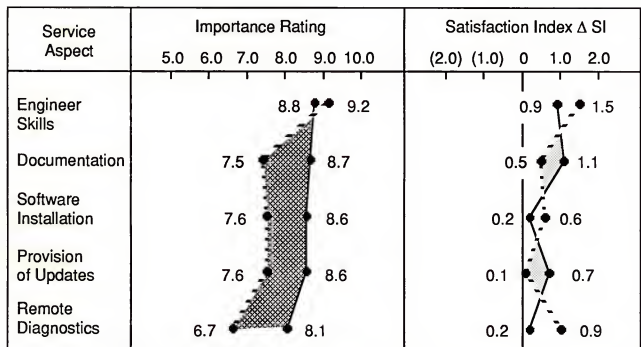 Service Aspect
Importance Rating
Satisfaction Index Δ SI
5.0 6.0 7.0 8.0 9.0 10.0
(2.0) (1.0) 0 1.0 2.0
Engineer Skills
8.8 9.2
0.9 1.5
Documentation
7.5 8.7
0.5 1.1
Software Installation
7.6 8.6
0.2 0.6
Provision of Updates
7.6 8.6
0.1 0.7
Remote Diagnostics
6.7 8.1
0.2 0.9